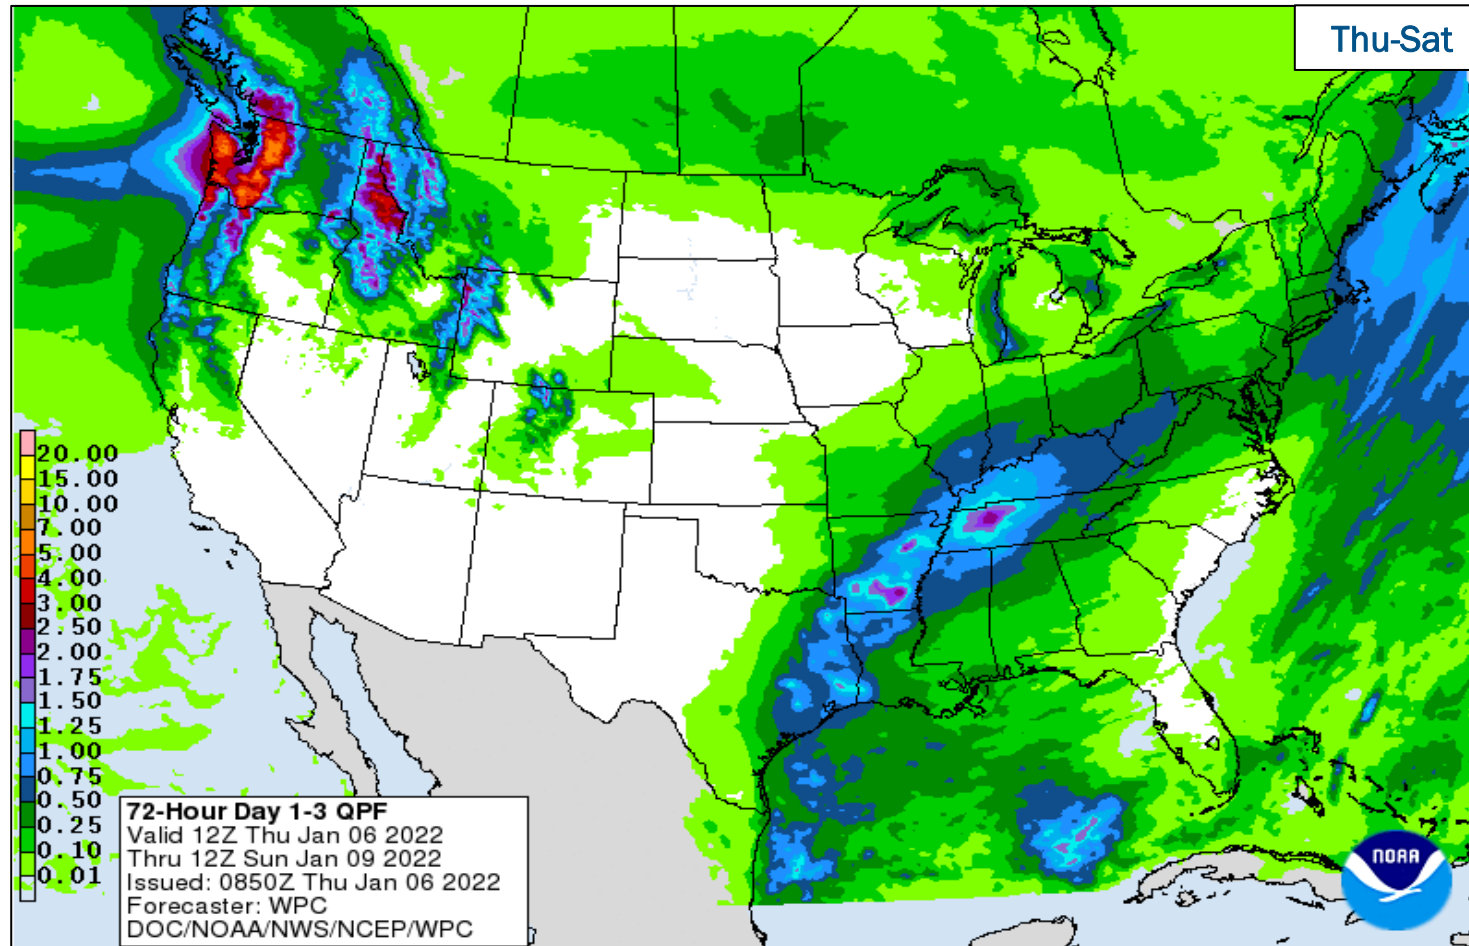 Thu-Sat
20.00
15.00
10.00
7.00
5.00
4.00
3.00
2.50
2.00
1.75
1.50
1.25
1.00
0.75
0.50
0.25
0.10
0.01
72-Hour Day 1-3 QPF
Valid 12Z Thu Jan 06 2022
Thru 12Z Sun Jan 09 2022
Issued: 0850Z Thu Jan 06 2022
Forecaster: WPC
DOC/NOAA/NWS/NCEP/WPC
NOAA